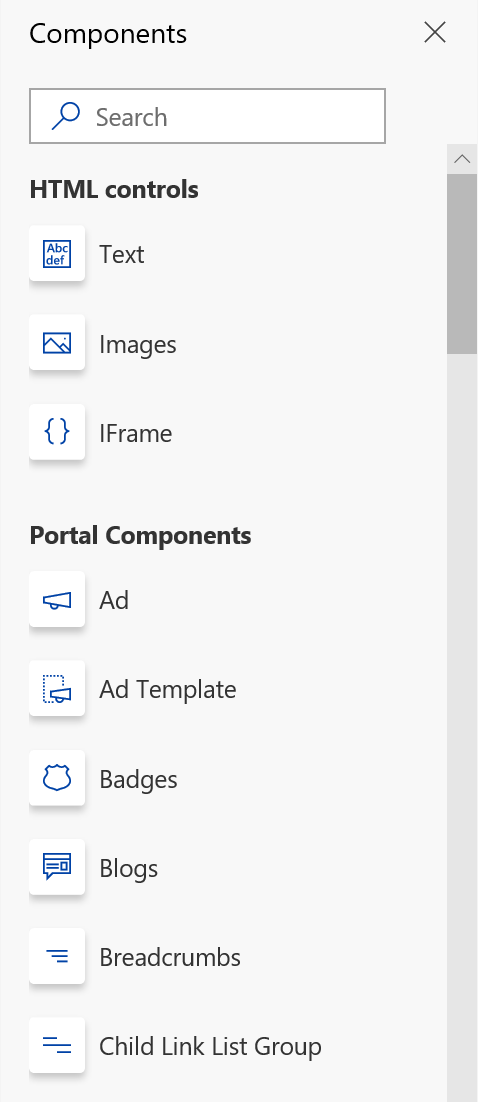 Components
Search
HTML controls
Abc
def
Text
Images
IFrame
Portal Components
Ad
Ad Template
Badges
Blogs
Breadcrumbs
Child Link List Group